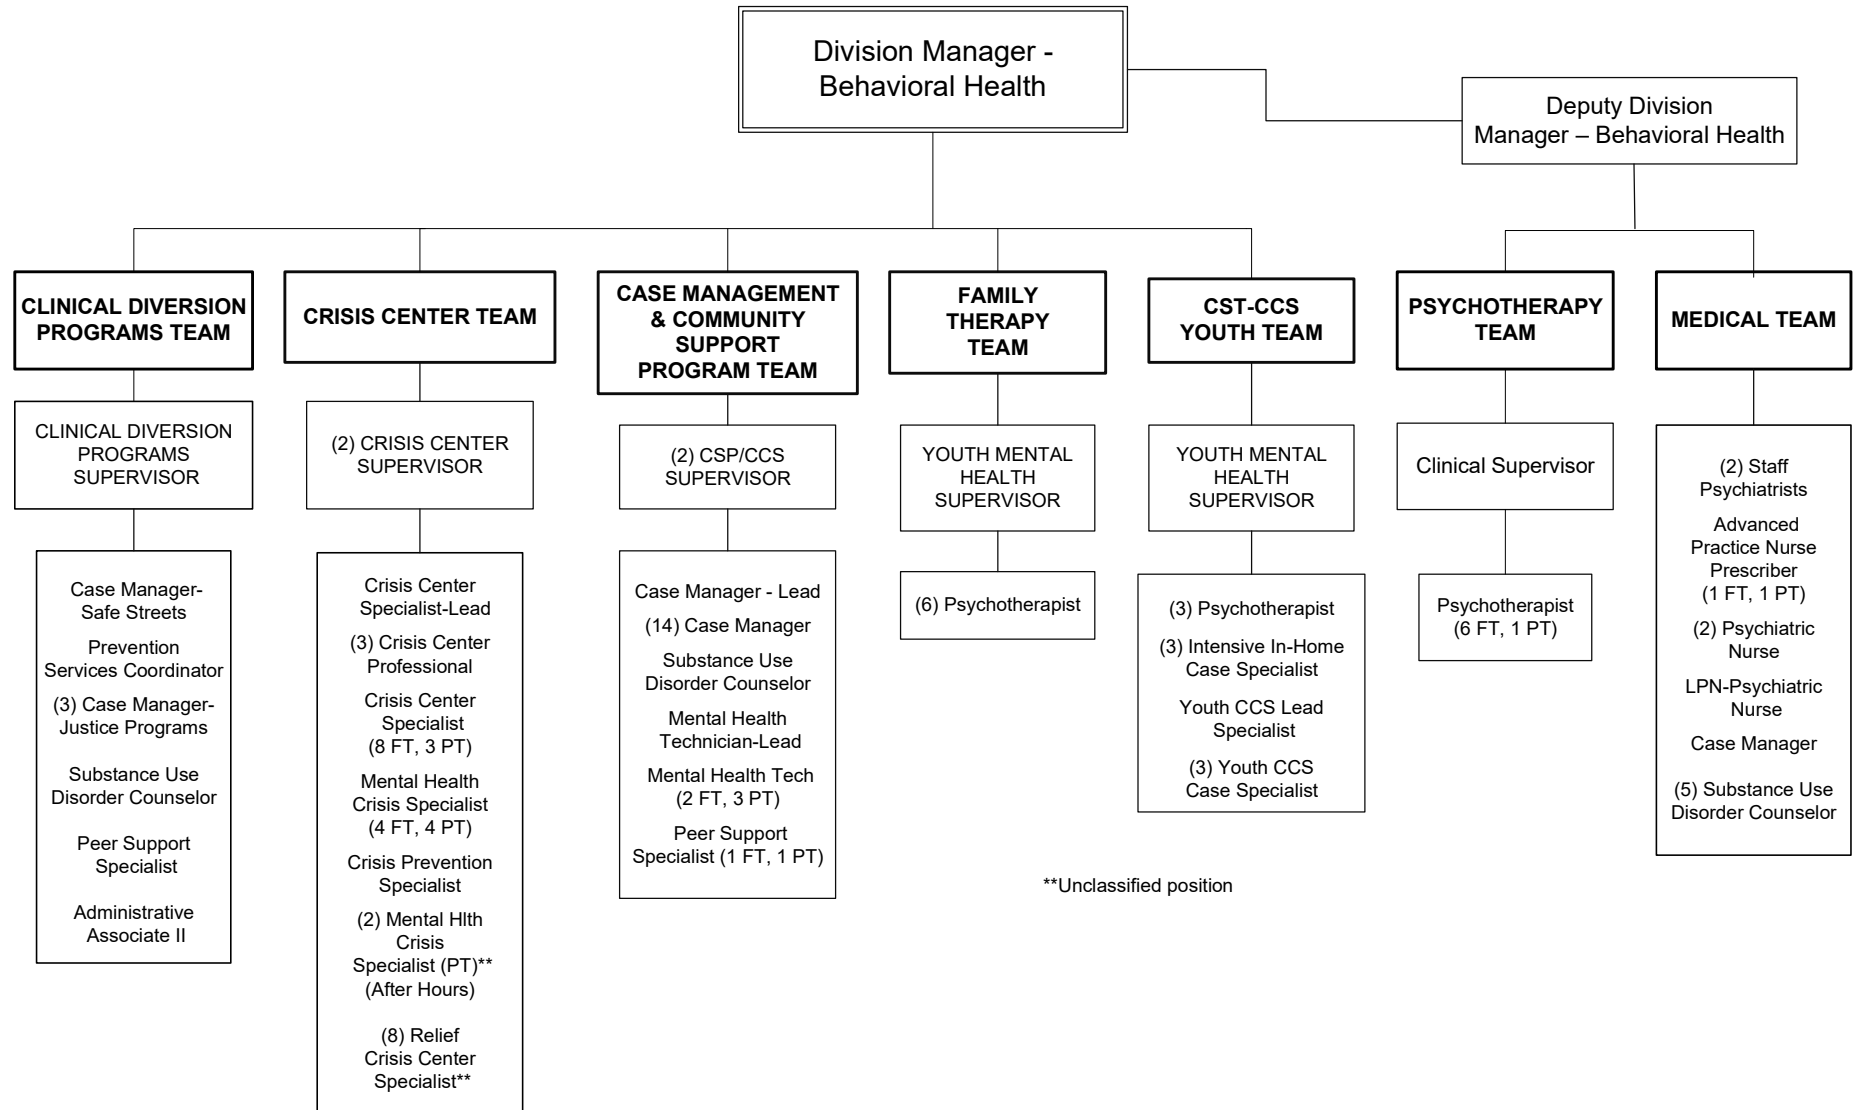 Division Manager -
Behavioral Health
Deputy Division
Manager – Behavioral Health
CLINICAL DIVERSION
PROGRAMS TEAM
CLINICAL DIVERSION
PROGRAMS
SUPERVISOR
Case Manager-
Safe Streets
Prevention
Services Coordinator
(3) Case Manager-
Justice Programs
Substance Use
Disorder Counselor
Peer Support
Specialist
Administrative
Associate II
CRISIS CENTER TEAM
(2) CRISIS CENTER
SUPERVISOR
Crisis Center
Specialist-Lead
(3) Crisis Center
Professional
Crisis Center
Specialist
(8 FT, 3 PT)
Mental Health
Crisis Specialist
(4 FT, 4 PT)
Crisis Prevention
Specialist
(2) Mental Hlth
Crisis
Specialist (PT)**
(After Hours)
(8) Relief
Crisis Center
Specialist**
CASE MANAGEMENT
& COMMUNITY
SUPPORT
PROGRAM TEAM
(2) CSP/CCS
SUPERVISOR
Case Manager - Lead
(14) Case Manager
Substance Use
Disorder Counselor
Mental Health
Technician-Lead
Mental Health Tech
(2 FT, 3 PT)
Peer Support
Specialist (1 FT, 1 PT)
FAMILY
THERAPY
TEAM
YOUTH MENTAL
HEALTH
SUPERVISOR
(6) Psychotherapist
CST-CCS
YOUTH TEAM
YOUTH MENTAL
HEALTH
SUPERVISOR
(3) Psychotherapist
(3) Intensive In-Home
Case Specialist
Youth CCS Lead
Specialist
(3) Youth CCS
Case Specialist
PSYCHOTHERAPY
TEAM
Clinical Supervisor
Psychotherapist
(6 FT, 1 PT)
MEDICAL TEAM
(2) Staff
Psychiatrists
Advanced
Practice Nurse
Prescriber
(1 FT, 1 PT)
(2) Psychiatric
Nurse
LPN-Psychiatric
Nurse
Case Manager
(5) Substance Use
Disorder Counselor
**Unclassified position